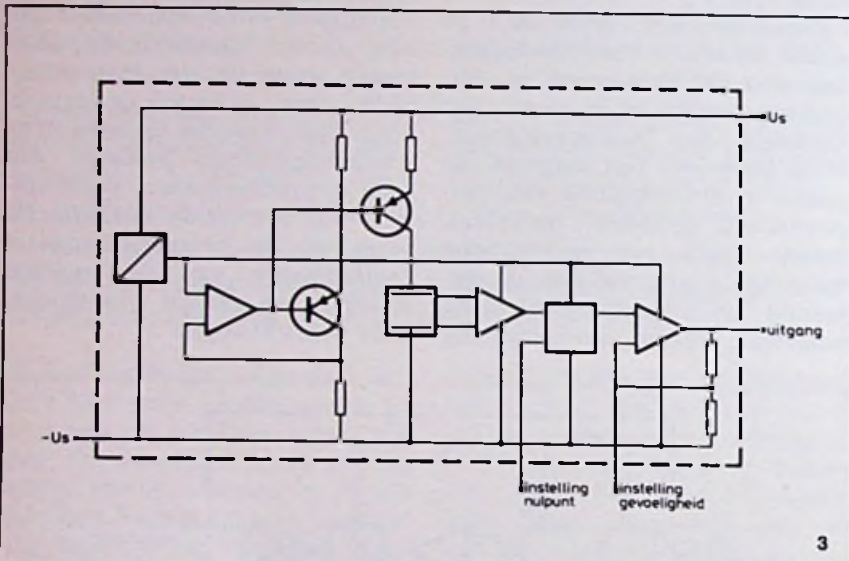 Us
uitgang
-Us
instelling
nulpunt
instelling
gevoeligheid
3